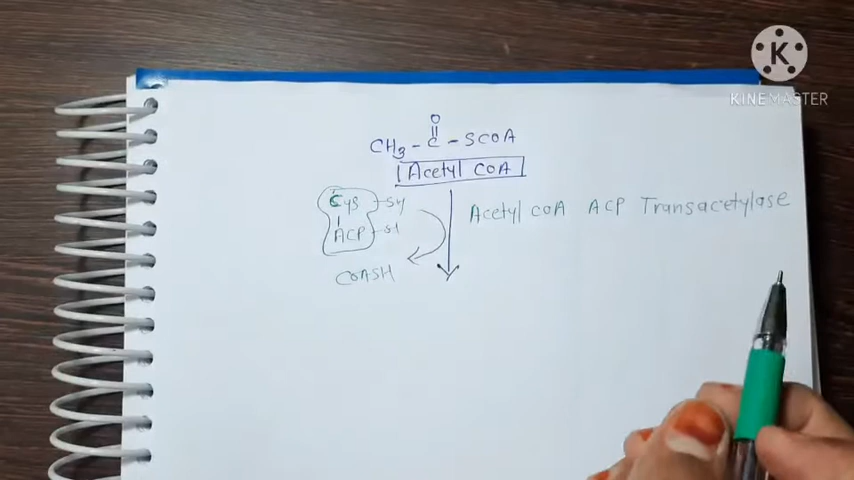 KINEMASTER
O
CH3 - C - SCOA
Acetyl COA
Cys - SH
ACP - SH
COASH
Acetyl COA ACP Transacetylase